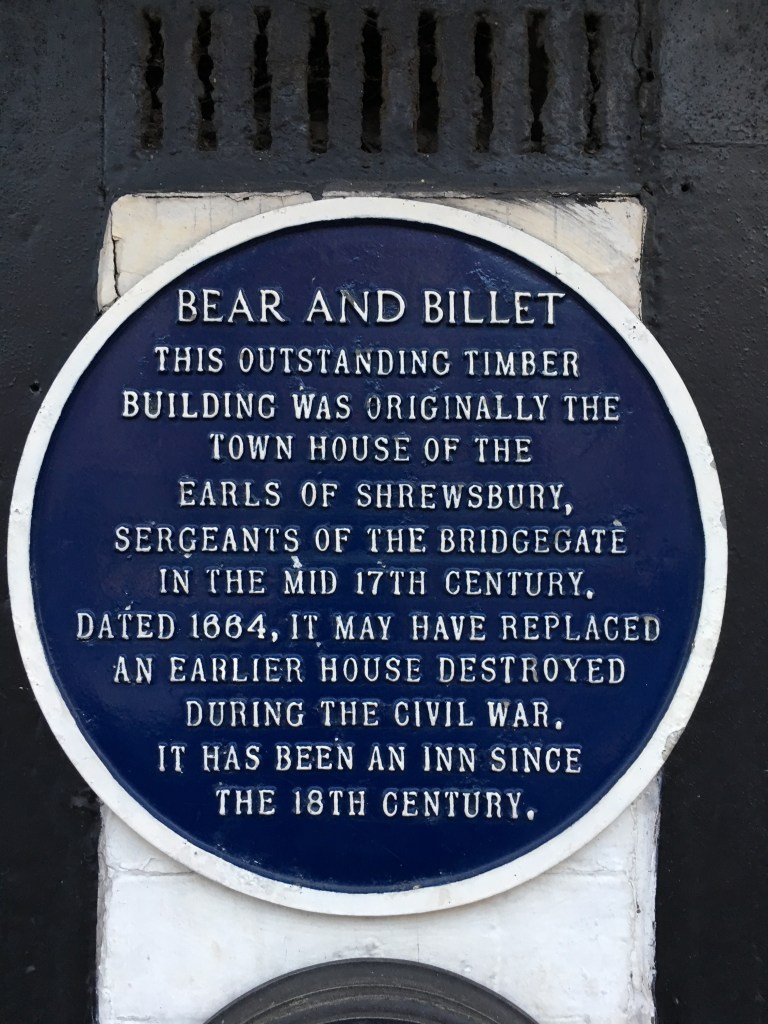 BEAR AND BILLET
THIS OUTSTANDING TIMBER
BUILDING WAS ORIGINALLY THE
TOWN HOUSE OF THE
EARLS OF SHREWSBURY,
SERGEANTS OF THE BRIDGEGATE
IN THE MID 17TH CENTURY.
DATED 1664, IT MAY HAVE REPLACED
AN EARLIER HOUSE DESTROYED
DURING THE CIVIL WAR.
IT HAS BEEN AN INN SINCE
THE 18TH CENTURY.